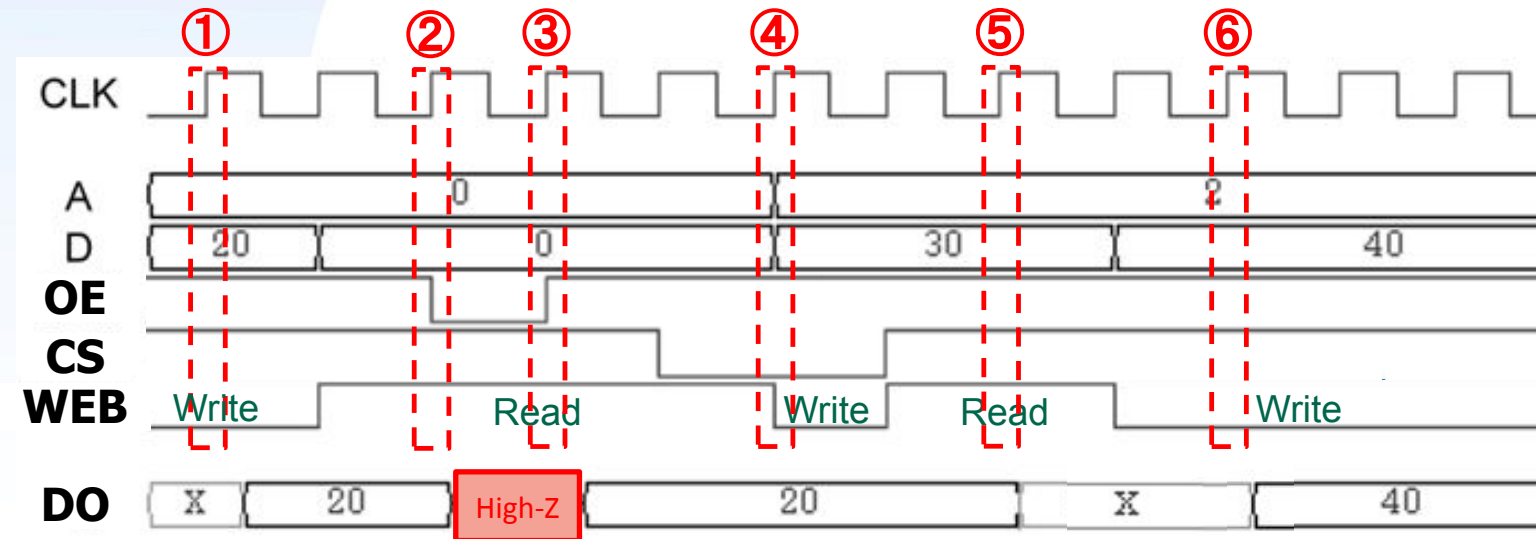 ① ② ③ ④ ⑤ ⑥
CLK
A 0 2
D 20 0 30 40
OE
CS
WEB Write Read Write Read Write
DO X 20 High-Z 20 X 40